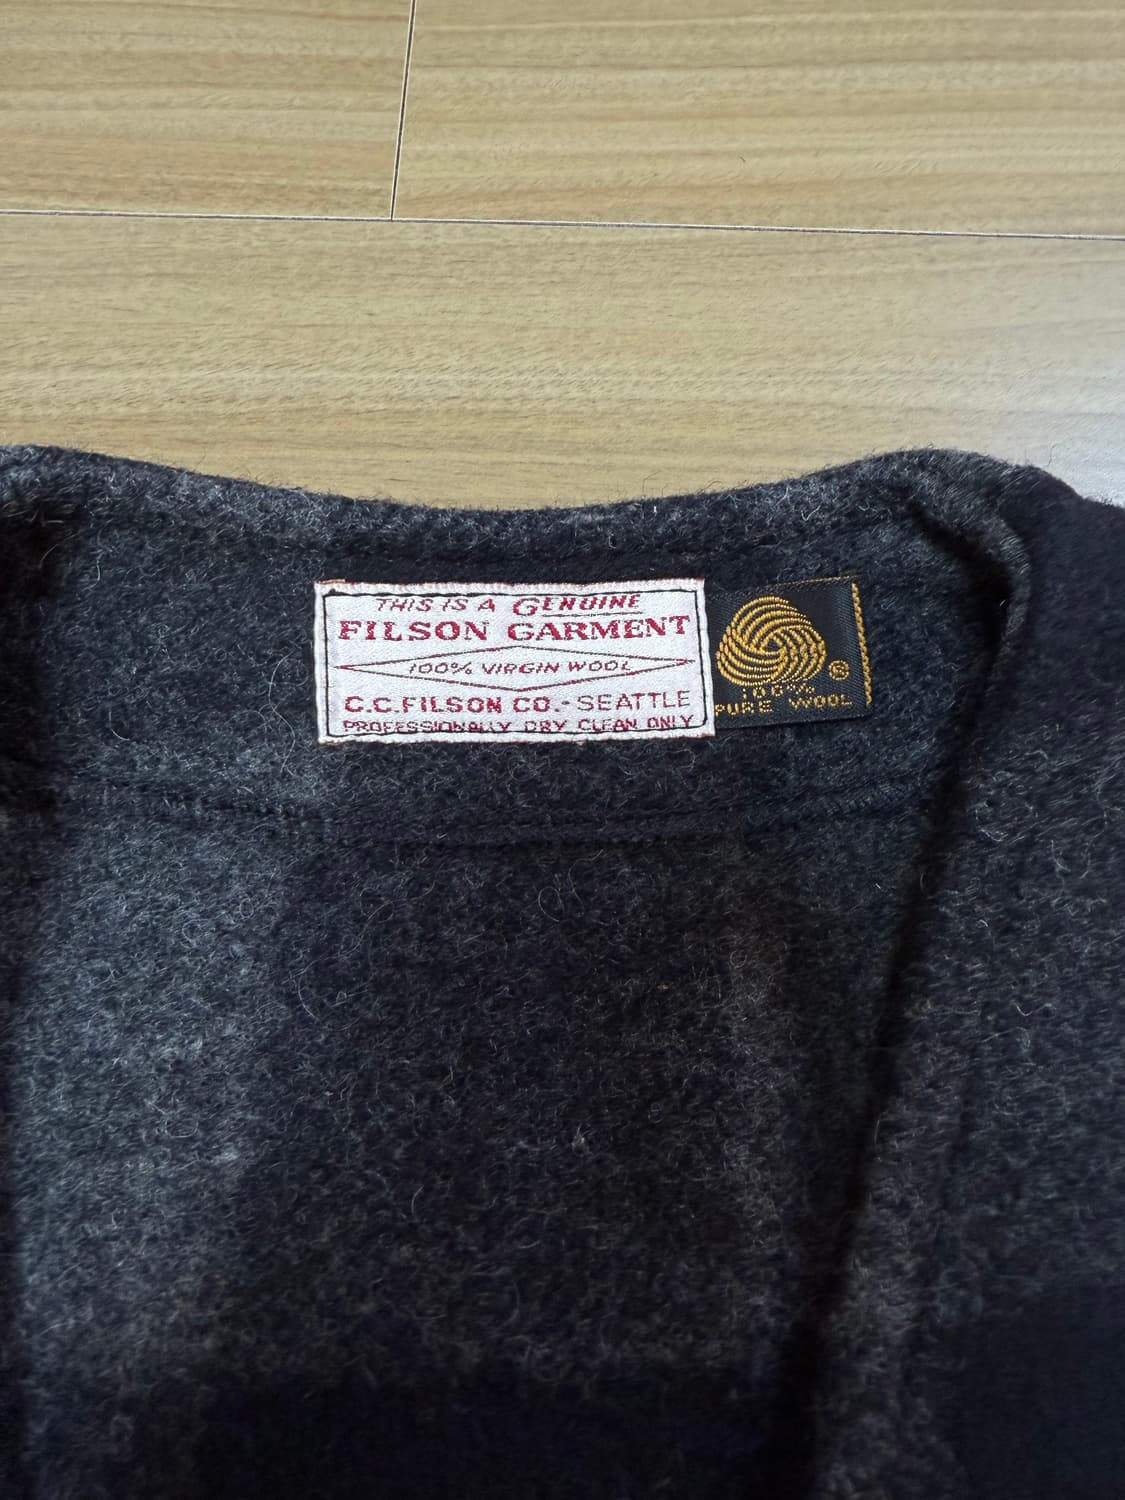 THIS IS A GENUINE
FILSON GARMENT
100% VIRGIN WOOL
C.C.FILSON CO.-SEATTLE
PROFESSIONALLY DRY CLEAN ONLY
®
100%
PURE WOOL